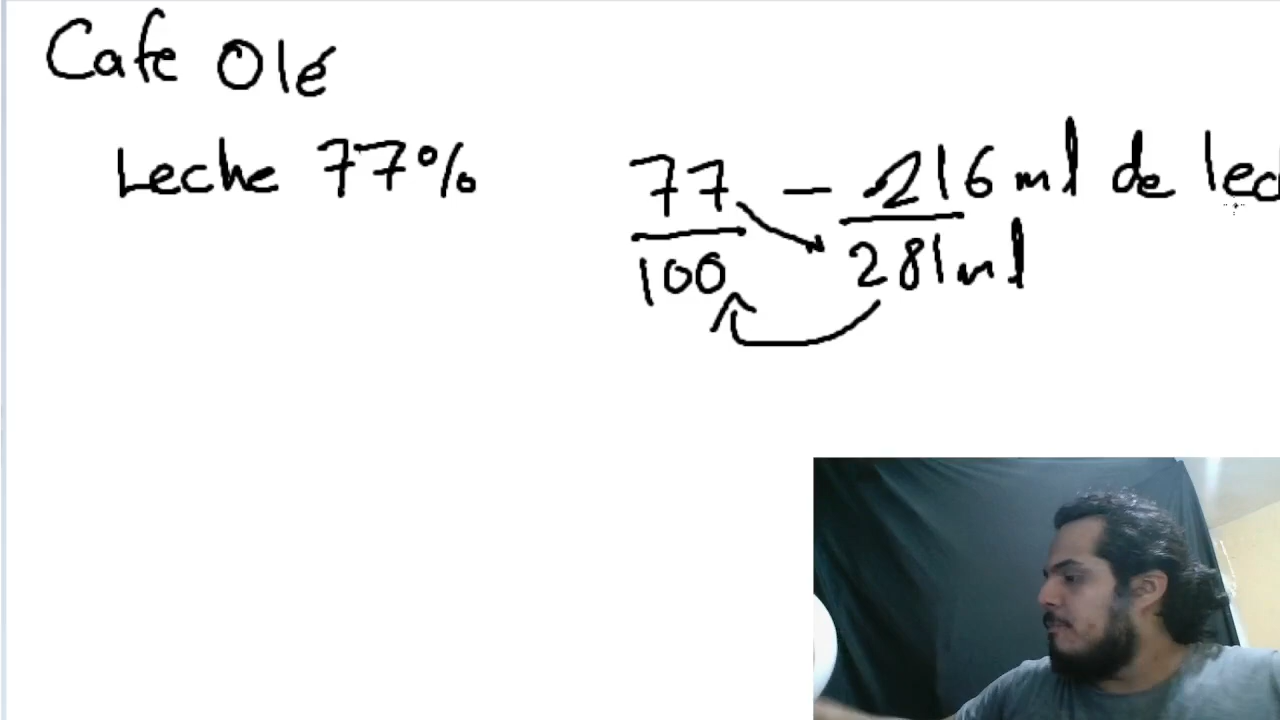 Cafe Olé
Leche 77%
77 — 216 ml de lec
100 281 ml